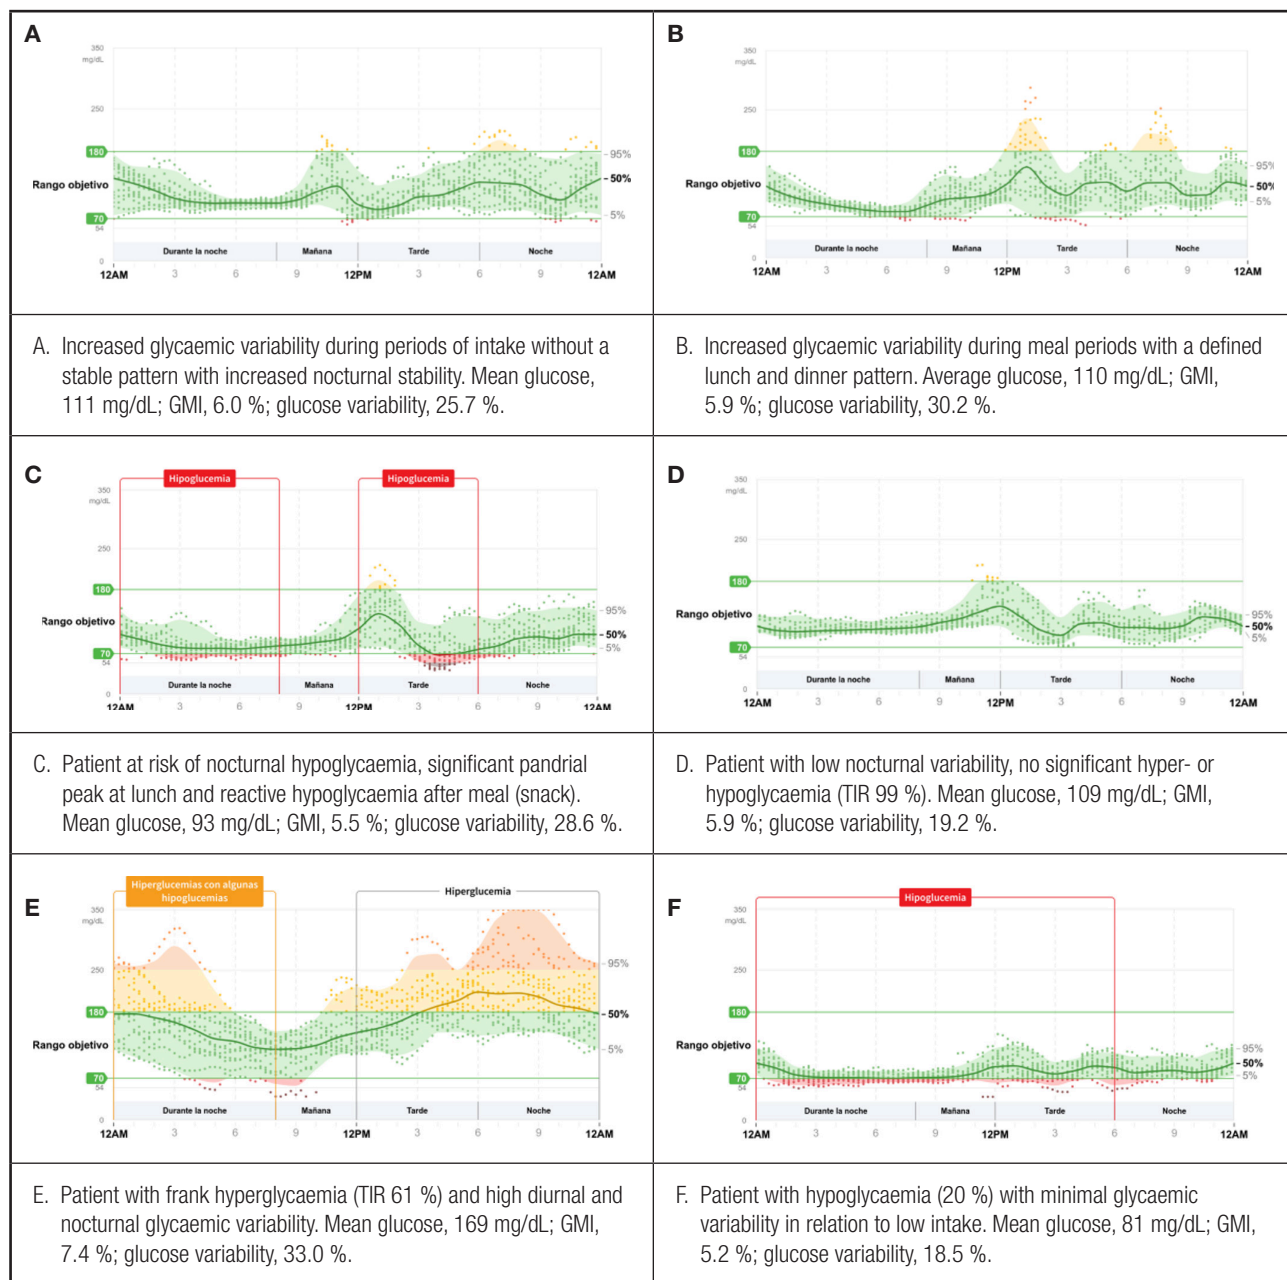 A
350
mg/dL
250
180
95%
Rango objetivo
50%
70
5%
54
Durante la noche
Mañana
Tarde
Noche
0
12AM
3
6
9
12PM
3
6
9
12AM
B
350
mg/dL
250
180
95%
Rango objetivo
50%
5%
70
54
Durante la noche
Mañana
Tarde
Noche
0
12AM
3
6
9
12PM
3
6
9
12AM
A. Increased glycaemic variability during periods of intake without a
stable pattern with increased nocturnal stability. Mean glucose,
111 mg/dL; GMI, 6.0 %; glucose variability, 25.7 %.
B. Increased glycaemic variability during meal periods with a defined
lunch and dinner pattern. Average glucose, 110 mg/dL; GMI,
5.9 %; glucose variability, 30.2 %.
C
Hipoglucemia
Hipoglucemia
350
mg/dL
250
180
95%
Rango objetivo
50%
5%
70
54
Durante la noche
Mañana
Tarde
Noche
0
12AM
3
6
9
12PM
3
6
9
12AM
D
350
mg/dL
250
180
95%
Rango objetivo
50%
5%
70
54
Durante la noche
Mañana
Tarde
Noche
0
12AM
3
6
9
12PM
3
6
9
12AM
C. Patient at risk of nocturnal hypoglycaemia, significant pandrial
peak at lunch and reactive hypoglycaemia after meal (snack).
Mean glucose, 93 mg/dL; GMI, 5.5 %; glucose variability, 28.6 %.
D. Patient with low nocturnal variability, no significant hyper- or
hypoglycaemia (TIR 99 %). Mean glucose, 109 mg/dL; GMI,
5.9 %; glucose variability, 19.2 %.
E
Hiperglucemias con algunas
hipoglucemias
Hiperglucemia
350
mg/dL
250
95%
180
50%
Rango objetivo
5%
70
54
Durante la noche
Mañana
Tarde
Noche
0
12AM
3
6
9
12PM
3
6
9
12AM
F
Hipoglucemia
350
mg/dL
250
180
Rango objetivo
95%
50%
5%
70
54
Durante la noche
Mañana
Tarde
Noche
0
12AM
3
6
9
12PM
3
6
9
12AM
E. Patient with frank hyperglycaemia (TIR 61 %) and high diurnal and
nocturnal glycaemic variability. Mean glucose, 169 mg/dL; GMI,
7.4 %; glucose variability, 33.0 %.
F. Patient with hypoglycaemia (20 %) with minimal glycaemic
variability in relation to low intake. Mean glucose, 81 mg/dL; GMI,
5.2 %; glucose variability, 18.5 %.